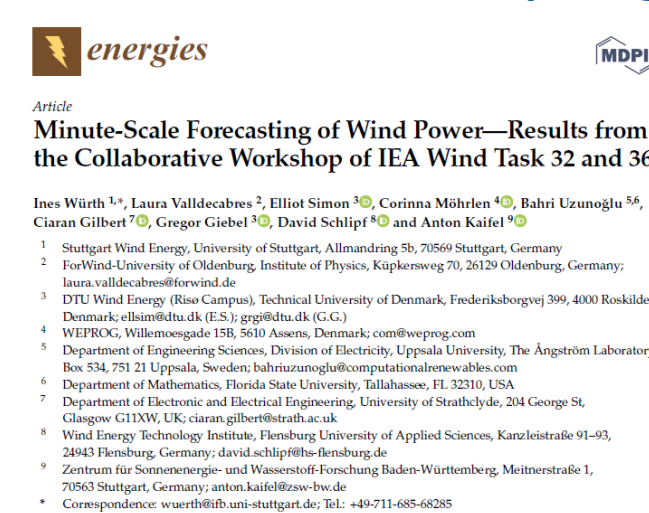 energies
MDPI
Article
Minute-Scale Forecasting of Wind Power—Results from
the Collaborative Workshop of IEA Wind Task 32 and 36
Ines Würth 1,*, Laura Valldecabres 2, Elliot Simon 3, Corinna Möhrlen 4, Bahri Uzunoğlu 5,6,
Ciaran Gilbert 7, Gregor Giebel 3, David Schlipf 8 and Anton Kaifel 9
1 Stuttgart Wind Energy, University of Stuttgart, Allmandring 5b, 70569 Stuttgart, Germany
2 ForWind-University of Oldenburg, Institute of Physics, Küpkersweg 70, 26129 Oldenburg, Germany;
laura.valldecabres@forwind.de
3 DTU Wind Energy (Risø Campus), Technical University of Denmark, Frederiksborgvej 399, 4000 Roskilde
Denmark; ellsim@dtu.dk (E.S.); grgi@dtu.dk (G.G.)
4 WEPROG, Willemoesgade 15B, 5610 Assens, Denmark; com@weprog.com
5 Department of Engineering Sciences, Division of Electricity, Uppsala University, The Ångström Laboratory
Box 534, 751 21 Uppsala, Sweden; bahriuzunoglu@computationalrenewables.com
6 Department of Mathematics, Florida State University, Tallahassee, FL 32310, USA
7 Department of Electronic and Electrical Engineering, University of Strathclyde, 204 George St,
Glasgow G11XW, UK; ciaran.gilbert@strath.ac.uk
8 Wind Energy Technology Institute, Flensburg University of Applied Sciences, Kanzleistraße 91–93,
24943 Flensburg, Germany; david.schlipf@hs-flensburg.de
9 Zentrum für Sonnenenergie- und Wasserstoff-Forschung Baden-Württemberg, Meitnerstraße 1,
70563 Stuttgart, Germany; anton.kaifel@zsw-bw.de
* Correspondence: wuerth@ifb.uni-stuttgart.de; Tel.: +49-711-685-68285